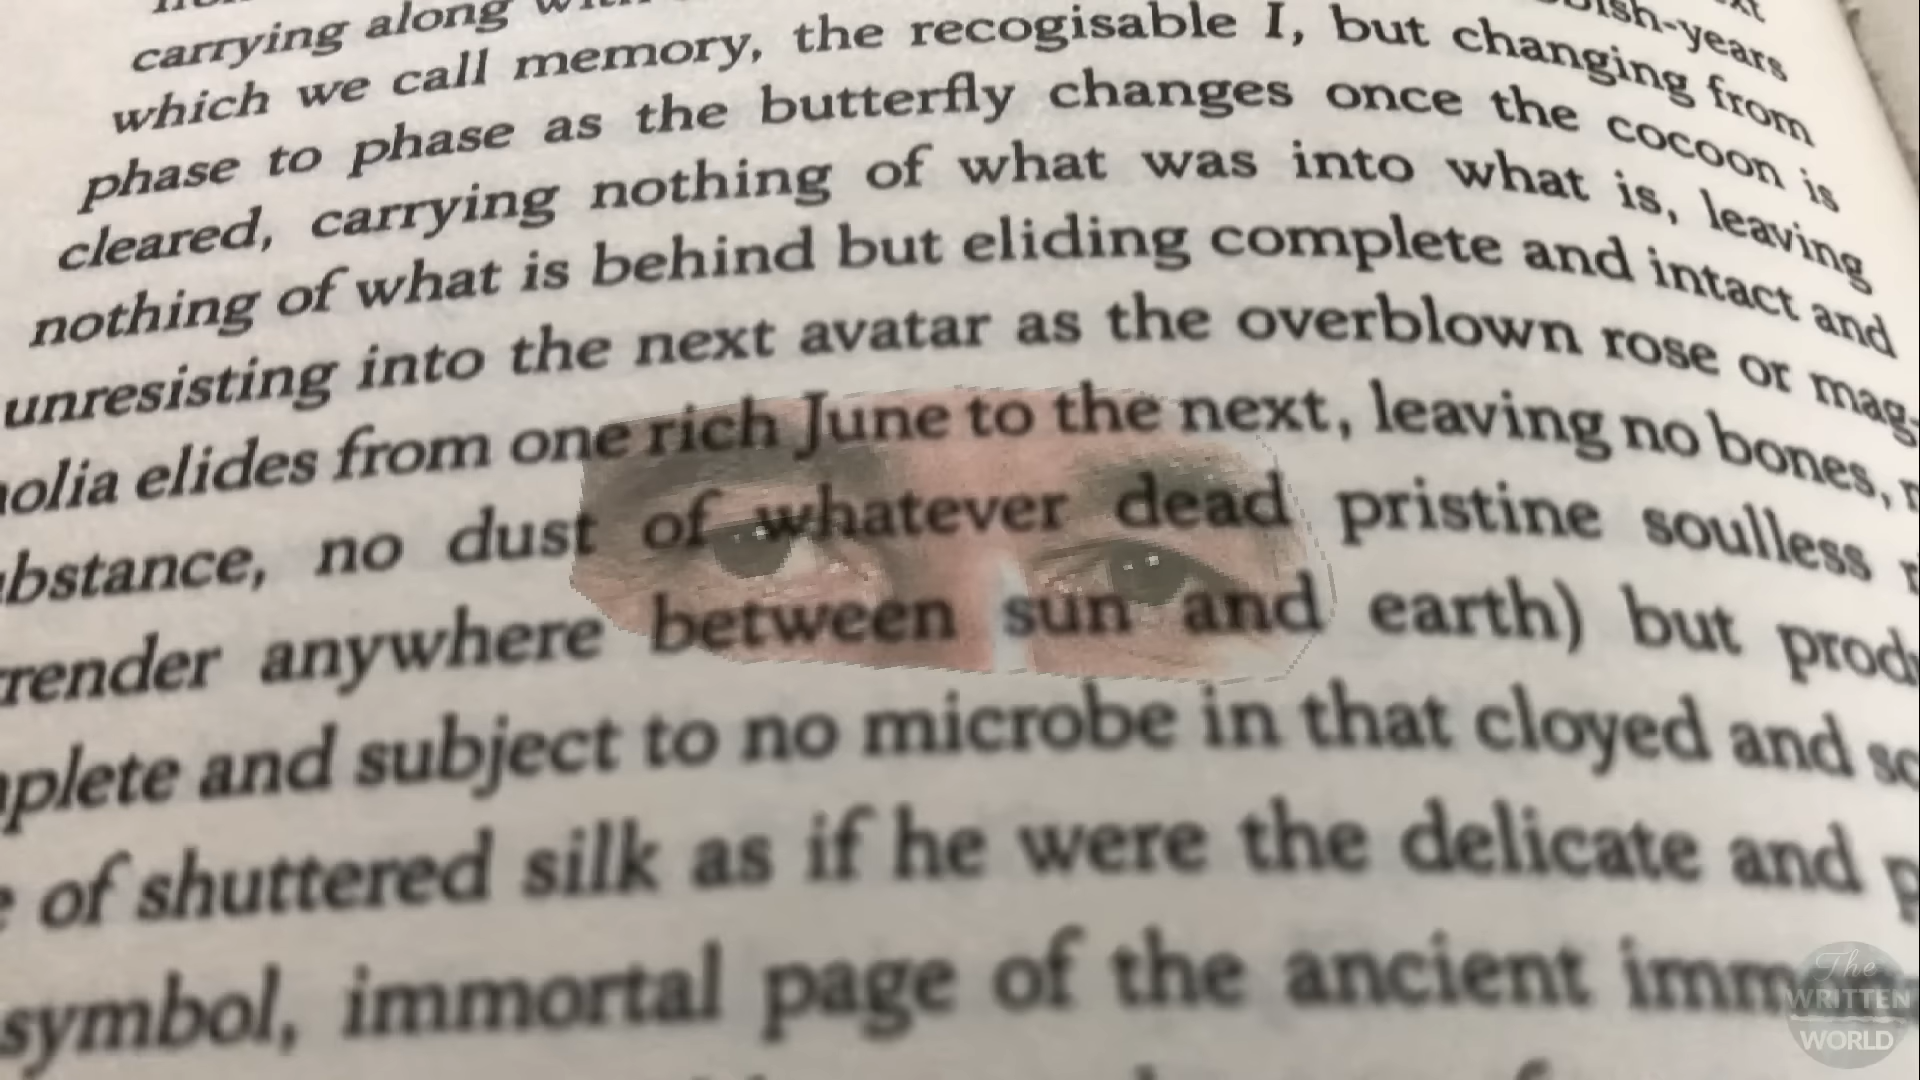 carrying along
which we call memory, the recogisable I, but changing from
phase to phase as the butterfly changes once the cocoon is
cleared, carrying nothing of what was into what is, leaving
nothing of what is behind but eliding complete and intact and
unresisting into the next avatar as the overblown rose or mag-
olia elides from one rich June to the next, leaving no bones,
bstance, no dust of whatever dead pristine soulless
render anywhere between sun and earth) but prod
plete and subject to no microbe in that cloyed and
of shuttered silk as if he were the delicate and
symbol, immortal page of the ancient imm
The
WRITTEN
WORLD